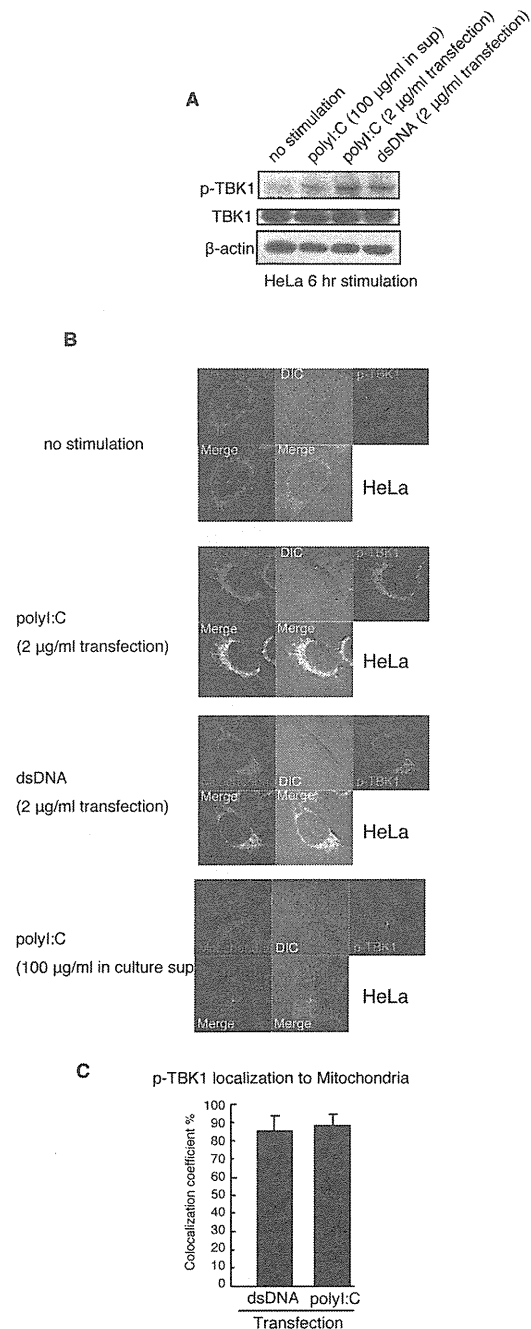 A
no stimulation
polyI:C (100 µg/ml in sup)
polyI:C (2 µg/ml transfection)
dsDNA (2 µg/ml transfection)
p-TBK1
TBK1
β-actin
HeLa 6 hr stimulation
B
no stimulation
DIC
p-TBK1
Merge
Merge
HeLa
polyI:C
(2 µg/ml transfection)
DIC
p-TBK1
Merge
Merge
HeLa
dsDNA
(2 µg/ml transfection)
DIC
p-TBK1
Merge
Merge
HeLa
polyI:C
(100 µg/ml in culture sup
DIC
p-TBK1
Merge
Merge
HeLa
C
p-TBK1 localization to Mitochondria
Colocalization coefficient %
100
90
80
70
60
50
40
30
20
10
0
dsDNA
polyI:C
Transfection